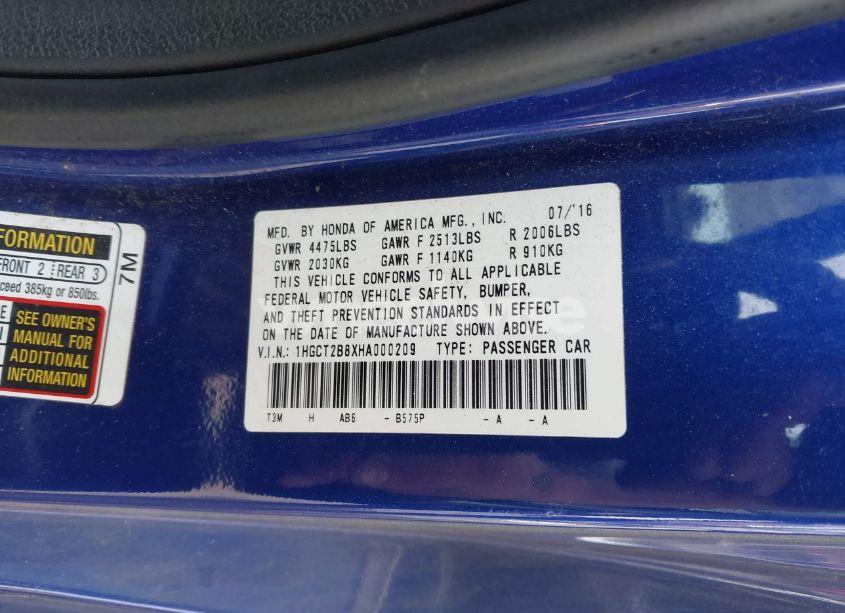 MFD. BY HONDA OF AMERICA MFG., INC. 07/'16
GVWR 4475LBS GAWR F 2513LBS R 2006LBS
GVWR 2030KG GAWR F 1140KG R 910KG
THIS VEHICLE CONFORMS TO ALL APPLICABLE
FEDERAL MOTOR VEHICLE SAFETY, BUMPER,
AND THEFT PREVENTION STANDARDS IN EFFECT
ON THE DATE OF MANUFACTURE SHOWN ABOVE.
V.I.N.: 1HGCT2B8XHA000209 TYPE: PASSENGER CAR
T3M H AB6 - B575P - A - A
FORMATION
FRONT 2 REAR 3
ceed 385kg or 850lbs.
SEE OWNER'S
MANUAL FOR
ADDITIONAL
INFORMATION
7M